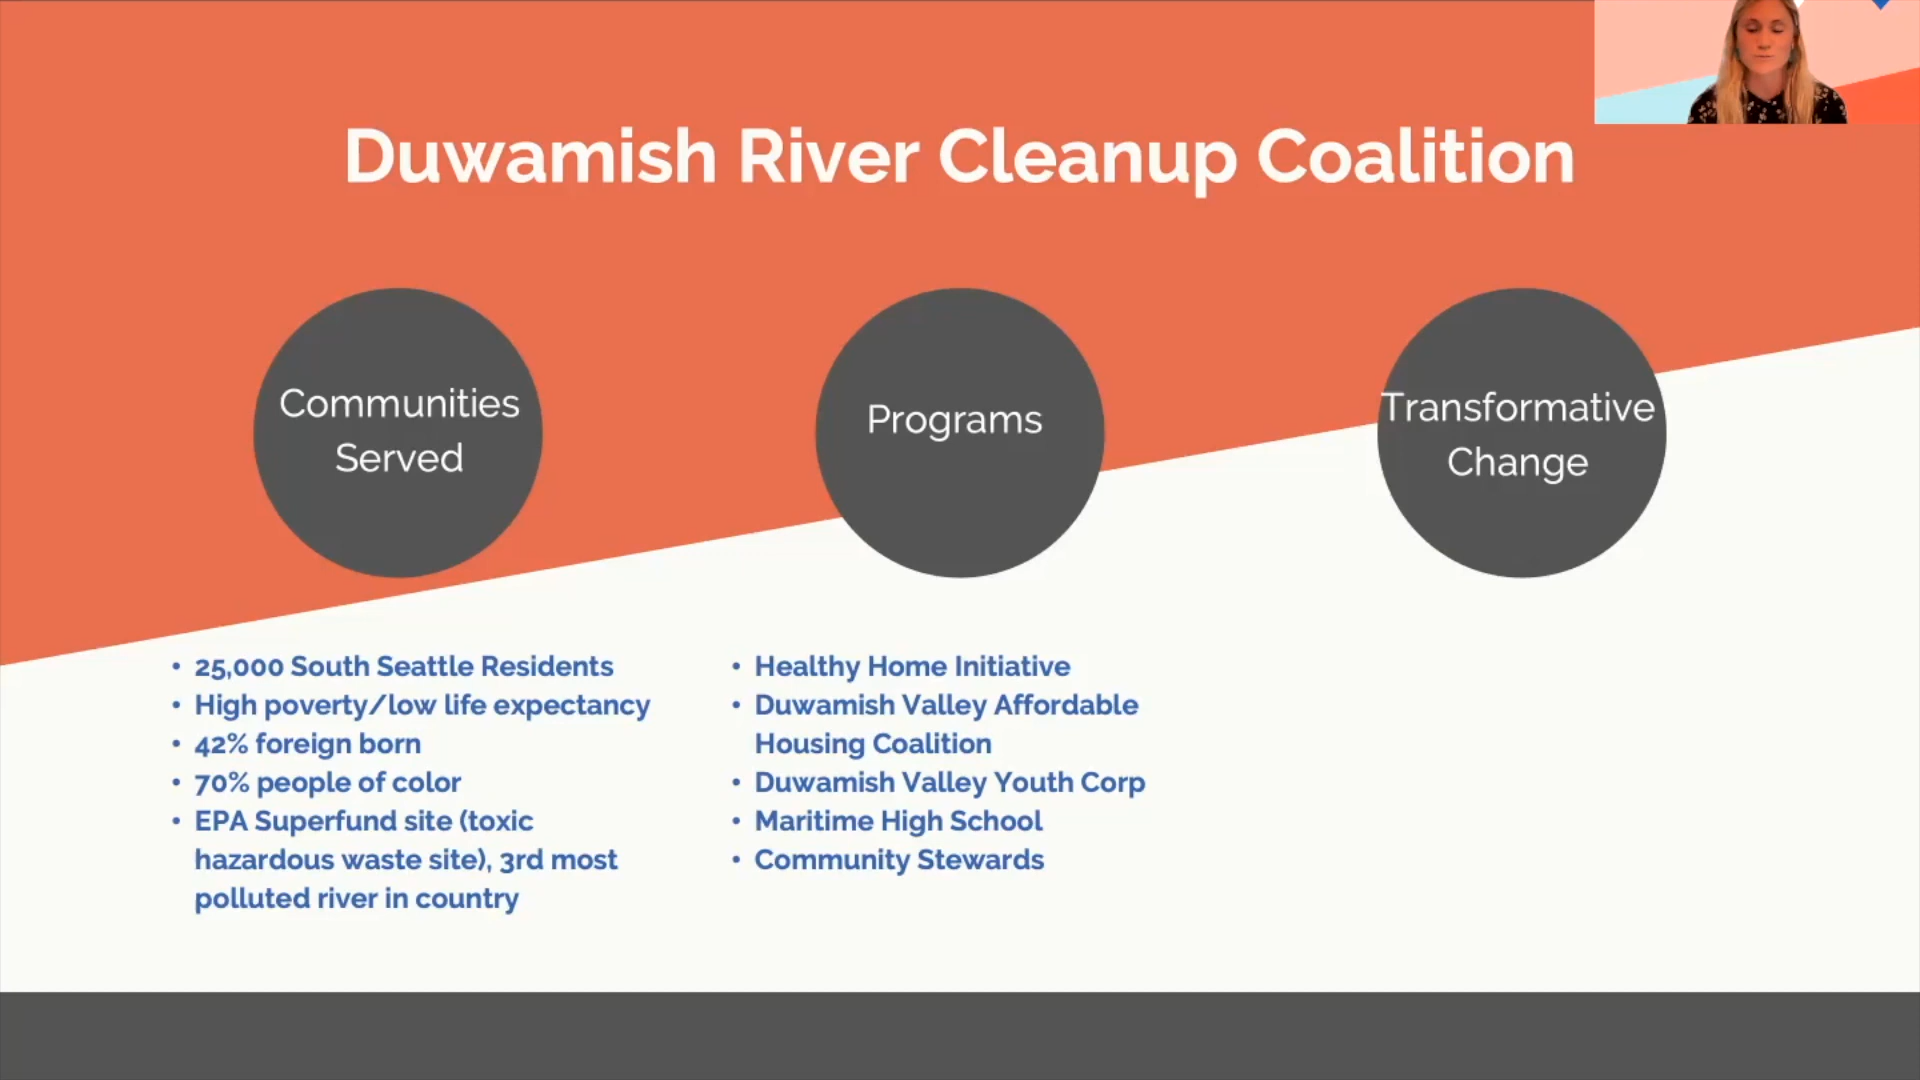 Duwamish River Cleanup Coalition
Communities
Served
Programs
Transformative
Change
• 25,000 South Seattle Residents
• High poverty/low life expectancy
• 42% foreign born
• 70% people of color
• EPA Superfund site (toxic
hazardous waste site), 3rd most
polluted river in country
• Healthy Home Initiative
• Duwamish Valley Affordable
Housing Coalition
• Duwamish Valley Youth Corp
• Maritime High School
• Community Stewards